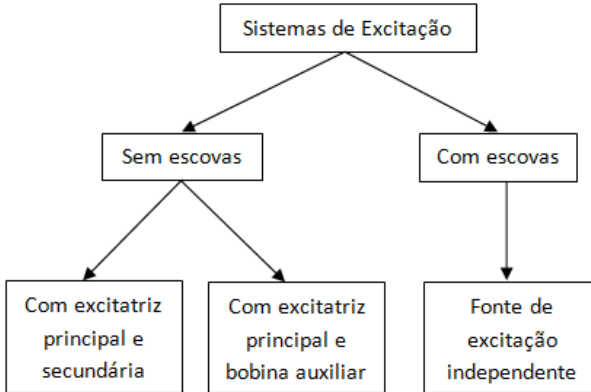 Sistemas de Excitação
Sem escovas
Com escovas
Com excitatriz
principal e
secundária
Com excitatriz
principal e
bobina auxiliar
Fonte de
excitação
independente